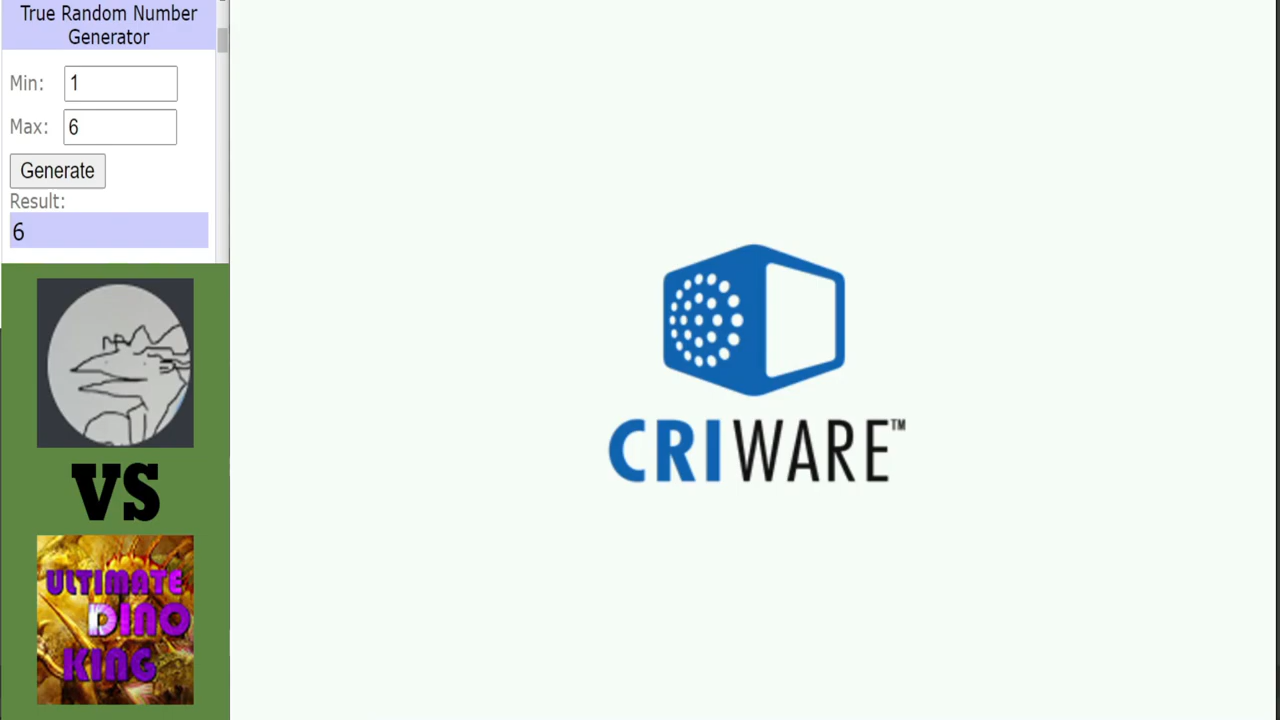 True Random Number
Generator
Min: 1
Max: 6
Generate
Result:
6
VS
ULTIMATE
DINO
KING
CRIWARE™